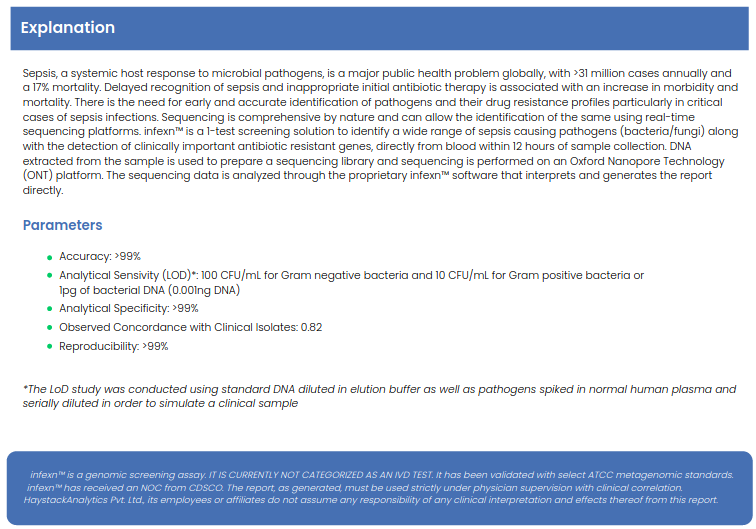 Explanation
Sepsis, a systemic host response to microbial pathogens, is a major public health problem globally, with >31 million cases annually and
a 17% mortality. Delayed recognition of sepsis and inappropriate initial antibiotic therapy is associated with an increase in morbidity and
mortality. There is the need for early and accurate identification of pathogens and their drug resistance profiles particularly in critical
cases of sepsis infections. Sequencing is comprehensive by nature and can allow the identification of the same using real-time
sequencing platforms. infexn™ is a 1-test screening solution to identify a wide range of sepsis causing pathogens (bacteria/fungi) along
with the detection of clinically important antibiotic resistant genes, directly from blood within 12 hours of sample collection. DNA
extracted from the sample is used to prepare a sequencing library and sequencing is performed on an Oxford Nanopore Technology
(ONT) platform. The sequencing data is analyzed through the proprietary infexn™ software that interprets and generates the report
directly.
Parameters
• Accuracy: >99%
• Analytical Sensivity (LOD)*: 100 CFU/mL for Gram negative bacteria and 10 CFU/mL for Gram positive bacteria or
1pg of bacterial DNA (0.001ng DNA)
• Analytical Specificity: >99%
• Observed Concordance with Clinical Isolates: 0.82
• Reproducibility: >99%
*The LoD study was conducted using standard DNA diluted in elution buffer as well as pathogens spiked in normal human plasma and
serially diluted in order to simulate a clinical sample
infexn™ is a genomic screening assay. IT IS CURRENTLY NOT CATEGORIZED AS AN IVD TEST. It has been validated with select ATCC metagenomic standards.
infexn™ has received an NOC from CDSCO. The report, as generated, must be used strictly under physician supervision with clinical correlation.
HaystackAnalytics Pvt. Ltd., its employees or affiliates do not assume any responsibility of any clinical interpretation and effects thereof from this report.